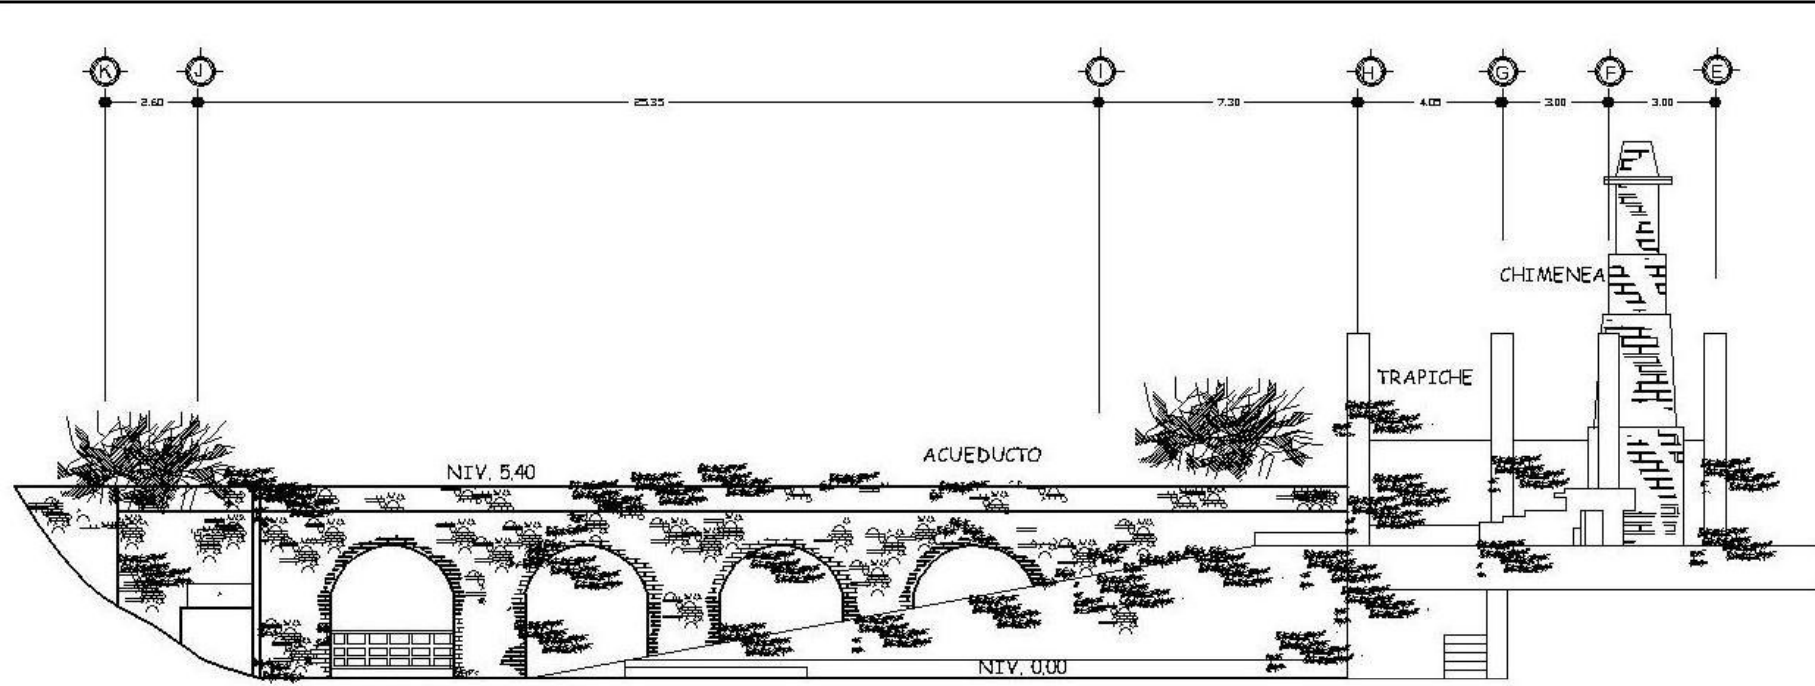 K J I H G F E
2.60 25.35 7.30 4.05 3.00 3.00
CHIMENEA
TRAPICHE
ACUEDUCTO
NIV. 5.40
NIV. 0.00